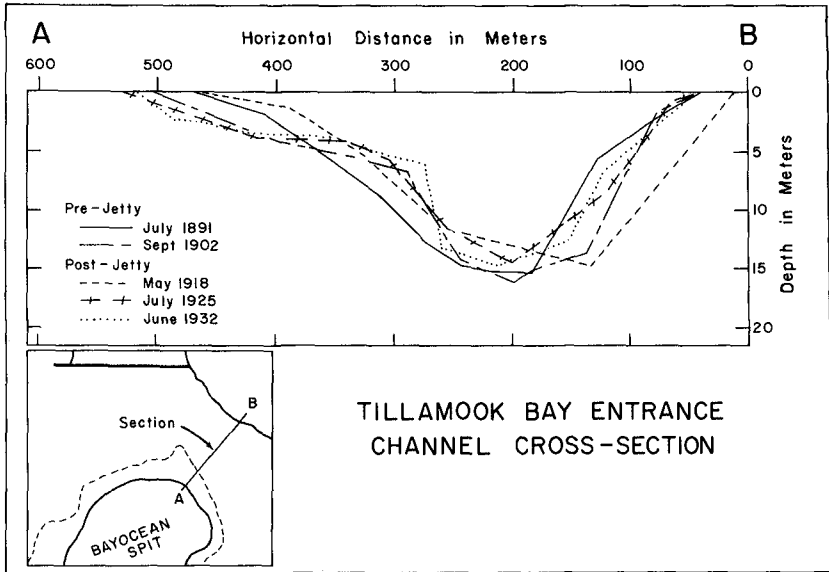 A
Horizontal Distance in Meters
B
600 500 400 300 200 100 0
0
5
10
15
20
Depth in Meters
Pre-Jetty
July 1891
Sept 1902
Post-Jetty
May 1918
July 1925
June 1932
Section
B
A
BAYOCEAN
SPIT
TILLAMOOK BAY ENTRANCE
CHANNEL CROSS-SECTION